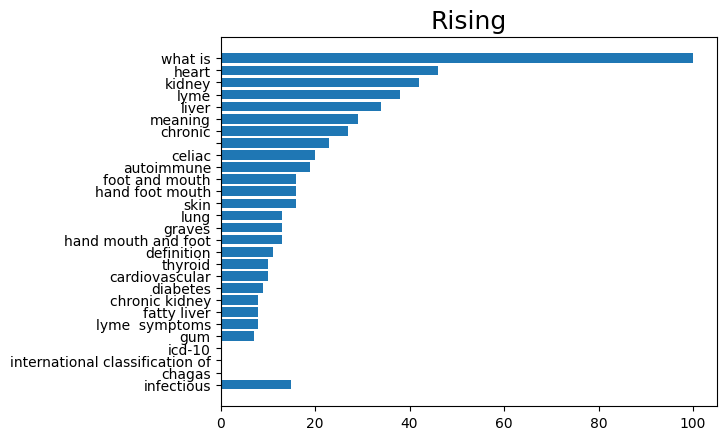 Rising
what is
heart
kidney
lyme
liver
meaning
chronic
celiac
autoimmune
foot and mouth
hand foot mouth
skin
lung
graves
hand mouth and foot
definition
thyroid
cardiovascular
diabetes
chronic kidney
fatty liver
lyme  symptoms
gum
icd-10
international classification of
chagas
infectious
0 20 40 60 80 100